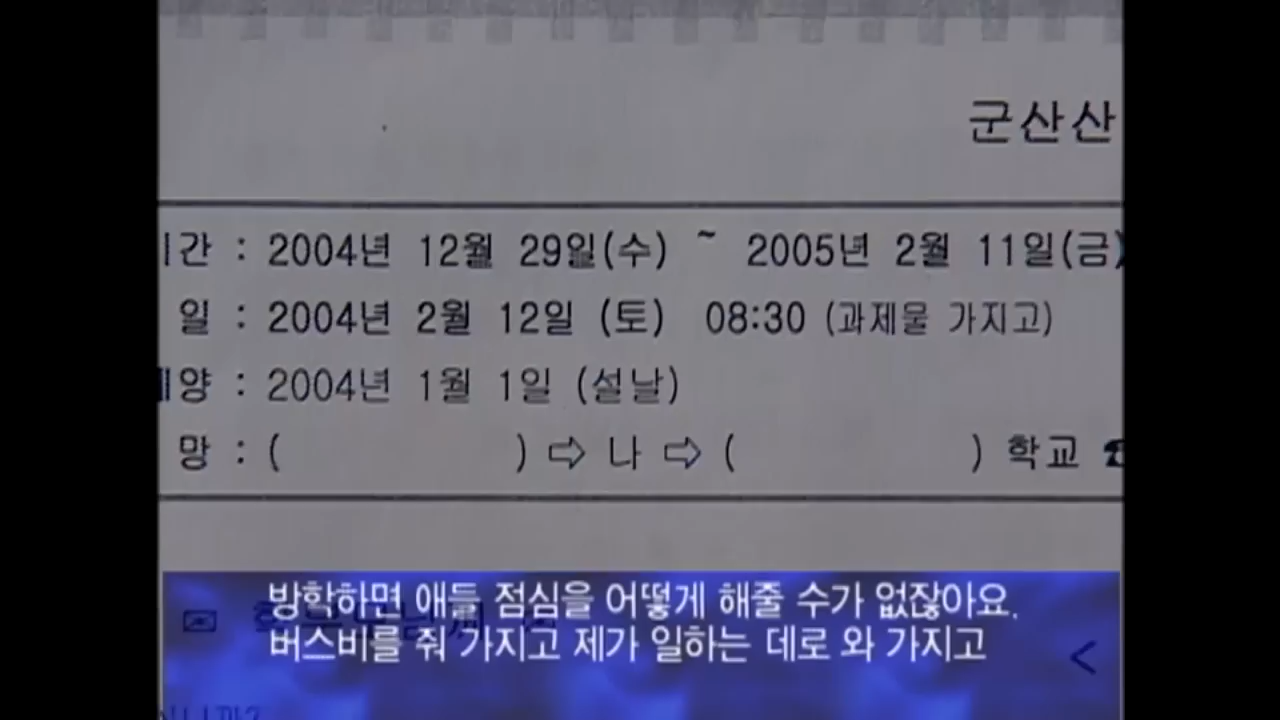 군산산
간 : 2004년 12월 29일(수) ~ 2005년 2월 11일(금)
일 : 2004년 2월 12일 (토) 08:30 (과제물 가지고)
양 : 2004년 1월 1일 (설날)
망 : ( ) ⇨ 나 ⇨ ( ) 학교 ☎
방학하면 애들 점심을 어떻게 해줄 수가 없잖아요.
버스비를 줘 가지고 제가 일하는 데로 와 가지고
<